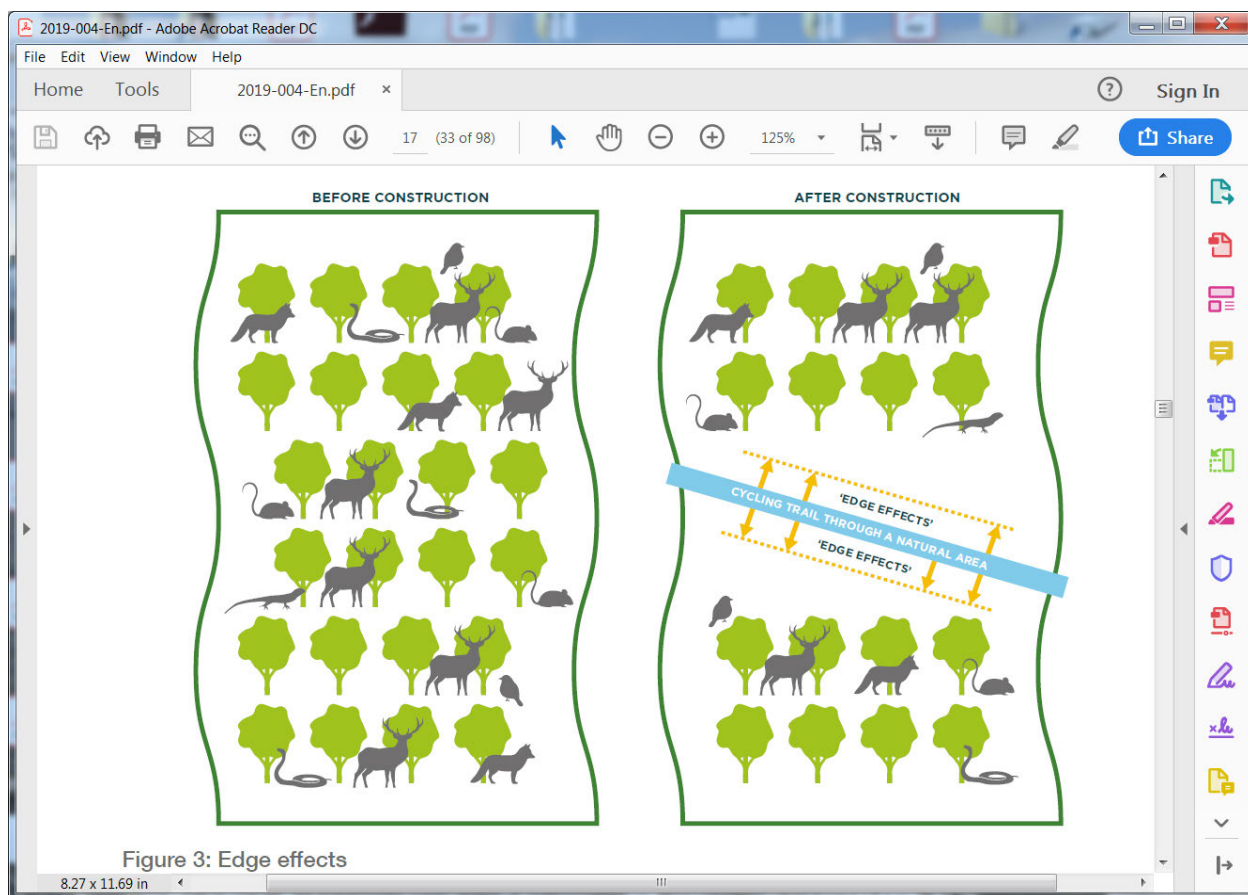 2019-004-En.pdf - Adobe Acrobat Reader DC
File Edit View Window Help
Home Tools 2019-004-En.pdf × ? Sign In
17 (33 of 98) 125% Share
BEFORE CONSTRUCTION AFTER CONSTRUCTION
'EDGE EFFECTS'
CYCLING TRAIL THROUGH A NATURAL AREA
'EDGE EFFECTS'
Figure 3: Edge effects
8.27 x 11.69 in